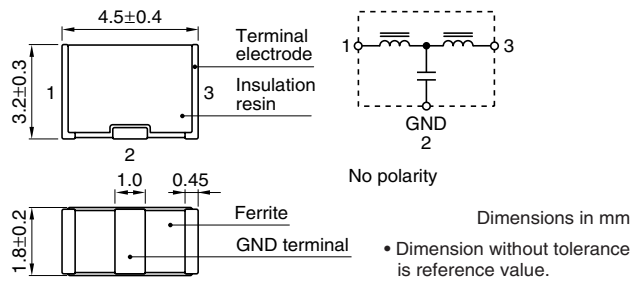 4.5±0.4
3.2±0.3
1
3
2
Terminal
electrode
Insulation
resin
1
3
GND
2
No polarity
1.0
0.45
1.8±0.2
Ferrite
GND terminal
Dimensions in mm
• Dimension without tolerance
is reference value.